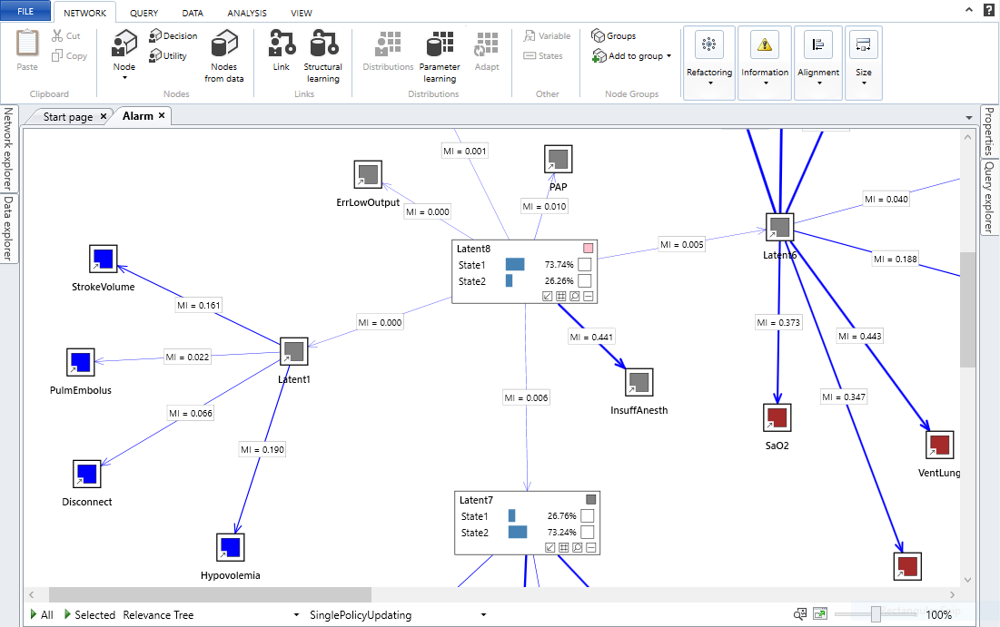 FILE NETWORK QUERY DATA ANALYSIS VIEW
Paste Cut Copy
Clipboard
Node Decision Utility Nodes from data
Nodes
Link Structural learning
Links
Distributions Parameter learning Adapt
Distributions
Variable States
Other
Groups Add to group
Node Groups
Refactoring Information Alignment Size
Start page Alarm
Network explorer
Data explorer
Properties
Query explorer
MI = 0.001
PAP
ErrLowOutput
MI = 0.010
MI = 0.000
MI = 0.040
Latent8
State1 73.74%
State2 26.26%
MI = 0.005
Latent6
MI = 0.188
StrokeVolume
MI = 0.161
MI = 0.000
MI = 0.373
MI = 0.441
MI = 0.443
PulmEmbolus
MI = 0.022
Latent1
MI = 0.006
MI = 0.347
InsuffAnesth
MI = 0.066
SaO2
MI = 0.190
VentLung
Disconnect
Latent7
State1 26.76%
State2 73.24%
Hypovolemia
All Selected Relevance Tree SinglePolicyUpdating 100%